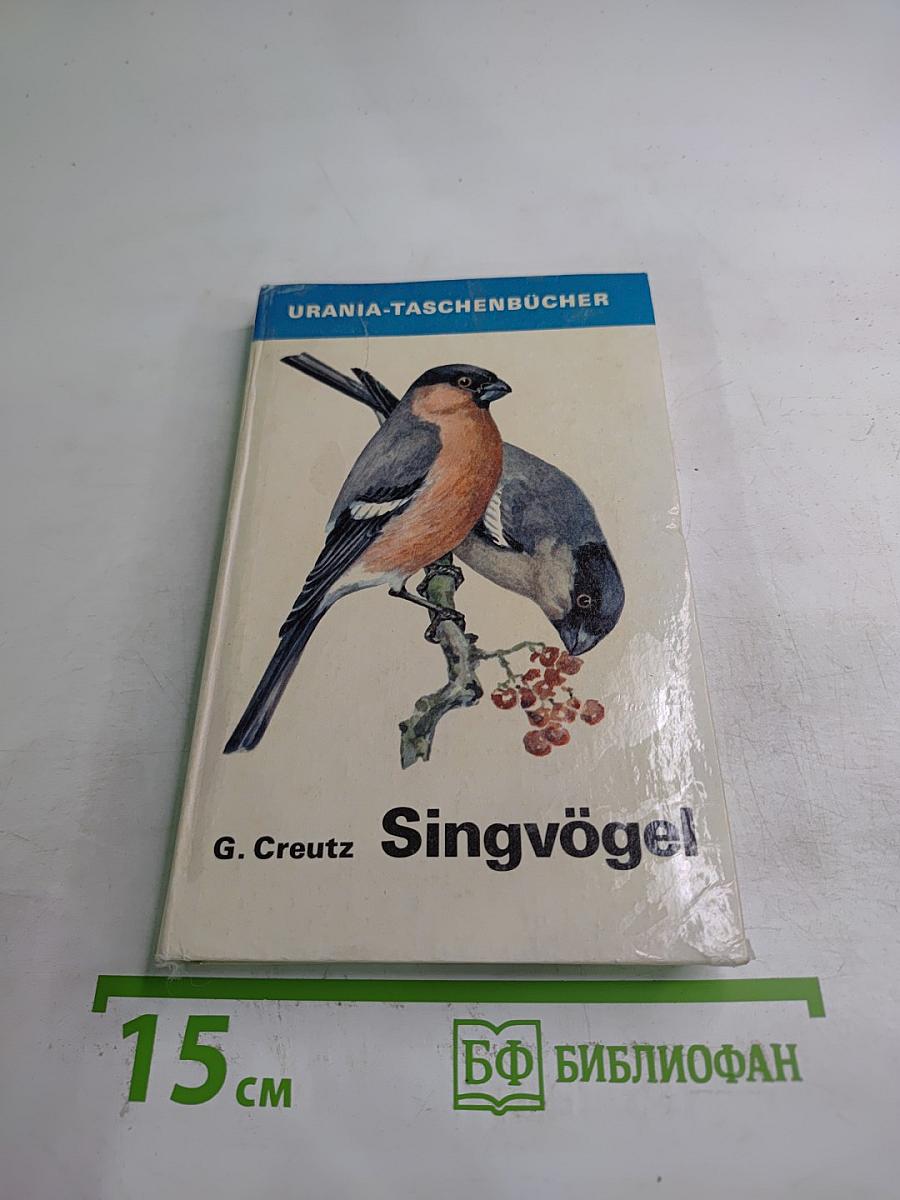 URANIA-TASCHENBÜCHER
G. Creutz Singvögel
15 см
БФ БИБЛИОФАН